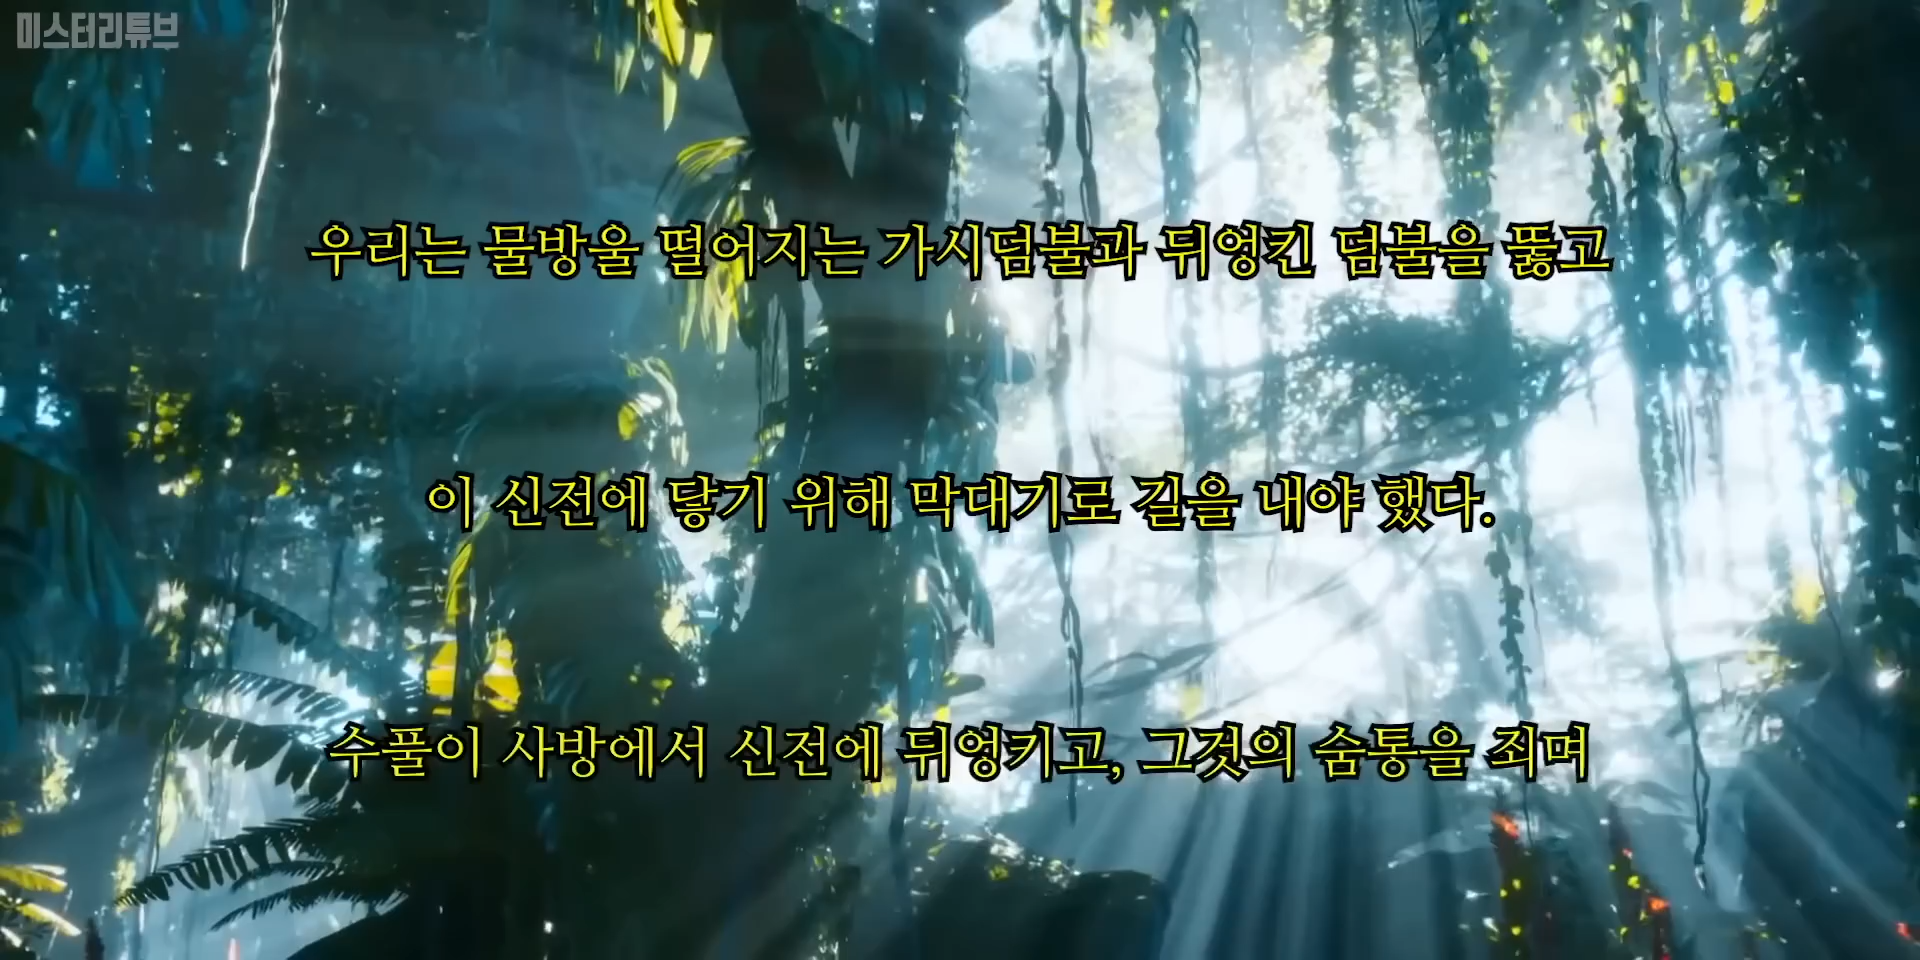 미스터리튜브
우리는 물방울 떨어지는 가시덤불과 뒤엉킨 덤불을 뚫고
이 신전에 닿기 위해 막대기로 길을 내야 했다.
수풀이 사방에서 신전에 뒤엉키고, 그것의 숨통을 죄며